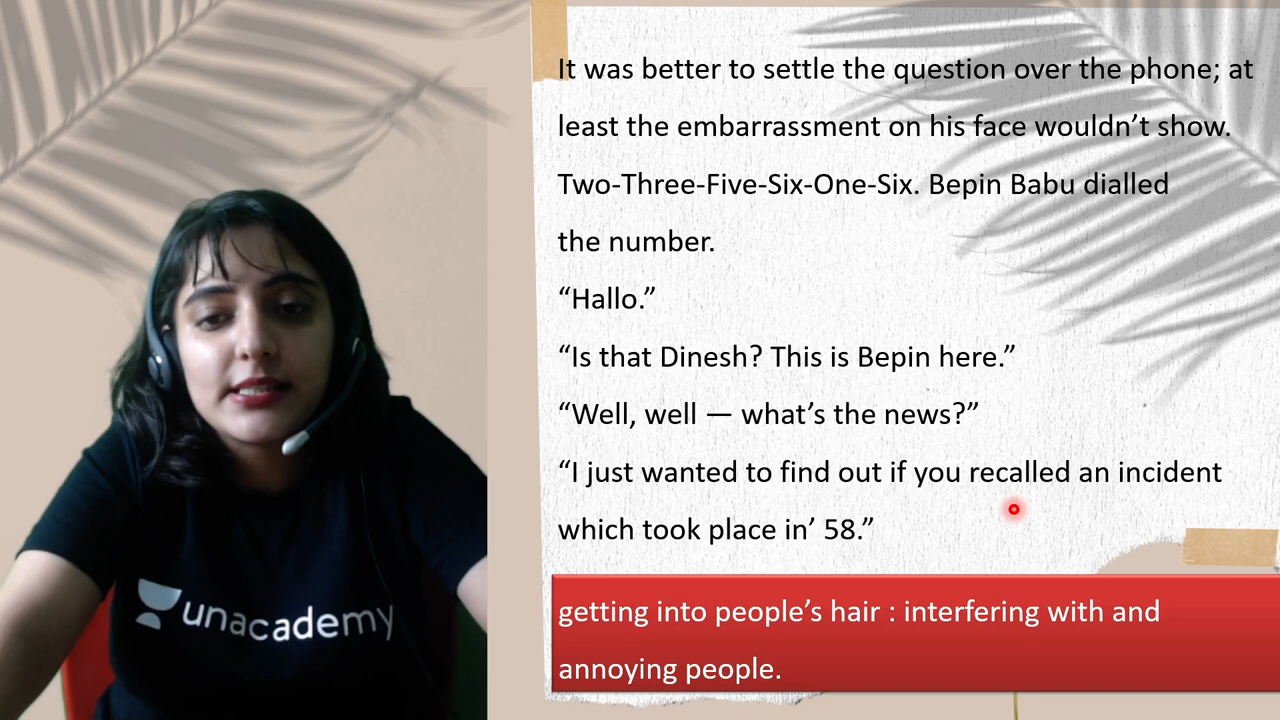 It was better to settle the question over the phone; at
least the embarrassment on his face wouldn’t show.
Two-Three-Five-Six-One-Six. Bepin Babu dialled
the number.
“Hallo.”
“Is that Dinesh? This is Bepin here.”
“Well, well — what’s the news?”
“I just wanted to find out if you recalled an incident
which took place in’ 58.”
getting into people’s hair : interfering with and
annoying people.
unacademy